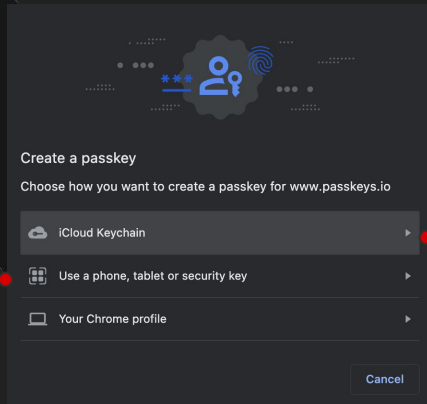 Create a passkey
Choose how you want to create a passkey for www.passkeys.io
iCloud Keychain
Use a phone, tablet or security key
Your Chrome profile
Cancel